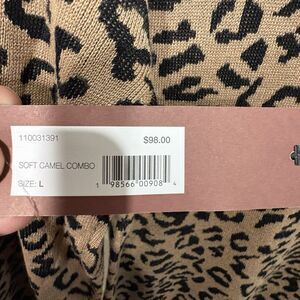 110031391
$98.00
SOFT CAMEL COMBO
SIZE: L
1 98566 00908 4